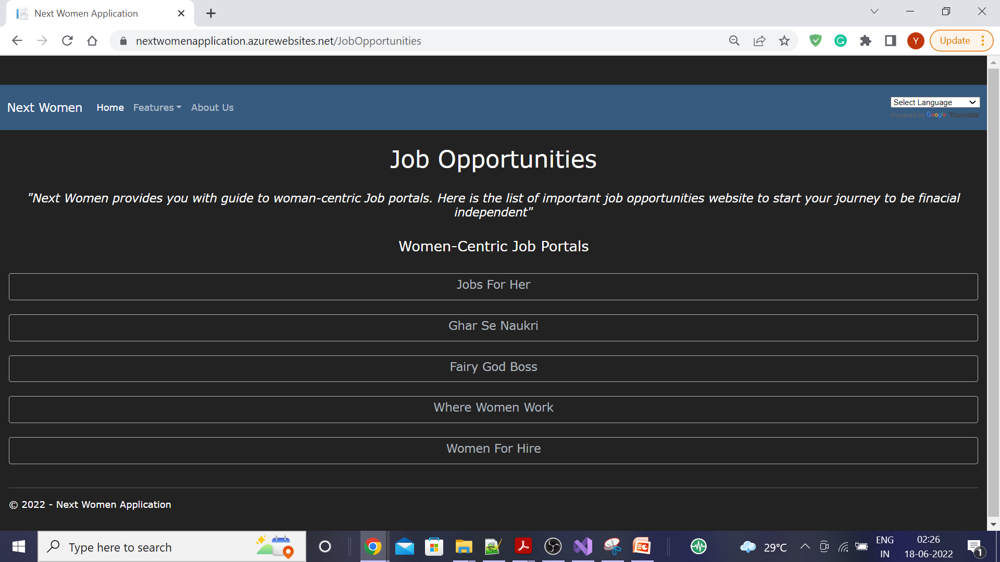 Next Women Application
nextwomenapplication.azurewebsites.net/JobOpportunities
Y
Update
Next Women
Home
Features
About Us
Select Language
Powered by Google Translate
Job Opportunities
"Next Women provides you with guide to woman-centric Job portals. Here is the list of important job opportunities website to start your journey to be finacial
independent"
Women-Centric Job Portals
Jobs For Her
Ghar Se Naukri
Fairy God Boss
Where Women Work
Women For Hire
© 2022 - Next Women Application
Type here to search
29°C
ENG
IN
02:26
18-06-2022
1